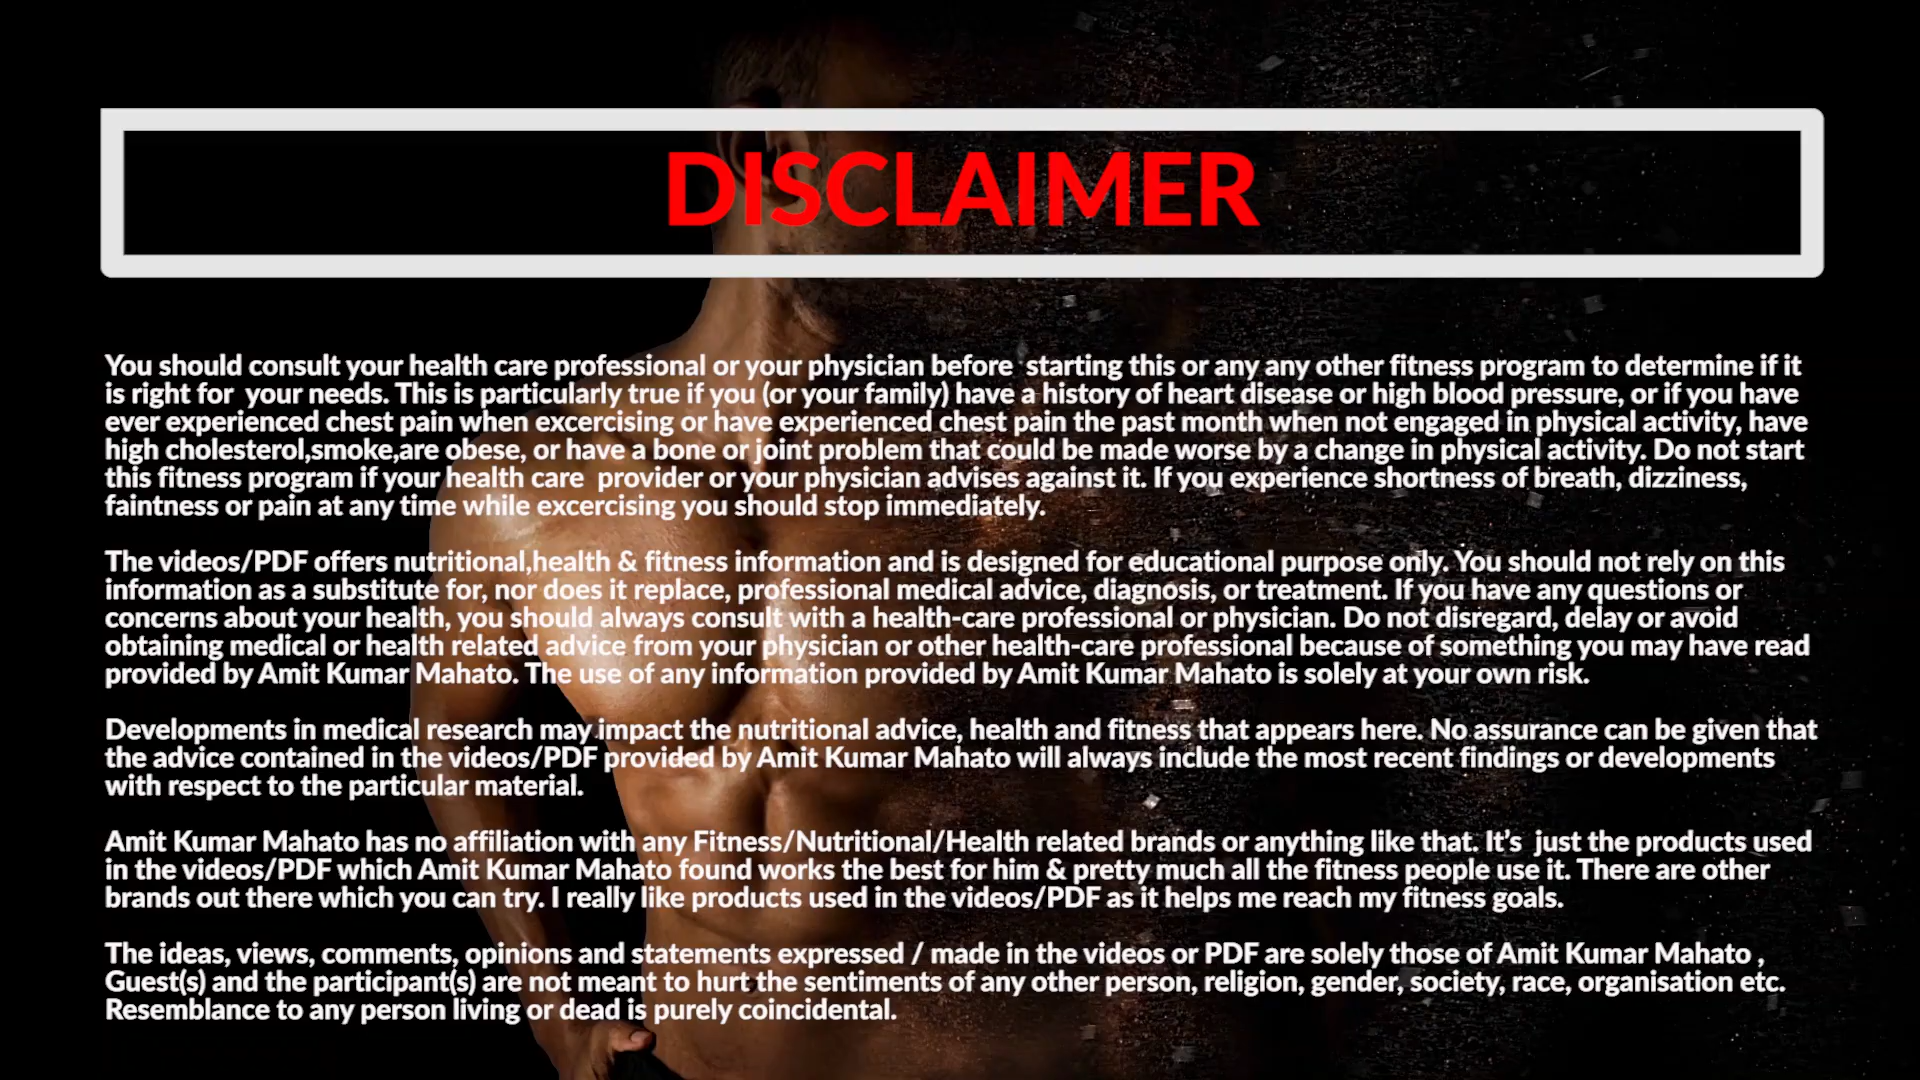 DISCLAIMER
You should consult your health care professional or your physician before  starting this or any any other fitness program to determine if it
is right for  your needs. This is particularly true if you (or your family) have a history of heart disease or high blood pressure, or if you have
ever experienced chest pain when excercising or have experienced chest pain the past month when not engaged in physical activity, have
high cholesterol,smoke,are obese, or have a bone or joint problem that could be made worse by a change in physical activity. Do not start
this fitness program if your health care  provider or your physician advises against it. If you experience shortness of breath, dizziness,
faintness or pain at any time while excercising you should stop immediately.
The videos/PDF offers nutritional,health & fitness information and is designed for educational purpose only. You should not rely on this
information as a substitute for, nor does it replace, professional medical advice, diagnosis, or treatment. If you have any questions or
concerns about your health, you should always consult with a health-care professional or physician. Do not disregard, delay or avoid
obtaining medical or health related advice from your physician or other health-care professional because of something you may have read
provided by Amit Kumar Mahato. The use of any information provided by Amit Kumar Mahato is solely at your own risk.
Developments in medical research may impact the nutritional advice, health and fitness that appears here. No assurance can be given that
the advice contained in the videos/PDF provided by Amit Kumar Mahato will always include the most recent findings or developments
with respect to the particular material.
Amit Kumar Mahato has no affiliation with any Fitness/Nutritional/Health related brands or anything like that. It’s  just the products used
in the videos/PDF which Amit Kumar Mahato found works the best for him & pretty much all the fitness people use it. There are other
brands out there which you can try. I really like products used in the videos/PDF as it helps me reach my fitness goals.
The ideas, views, comments, opinions and statements expressed / made in the videos or PDF are solely those of Amit Kumar Mahato ,
Guest(s) and the participant(s) are not meant to hurt the sentiments of any other person, religion, gender, society, race, organisation etc.
Resemblance to any person living or dead is purely coincidental.